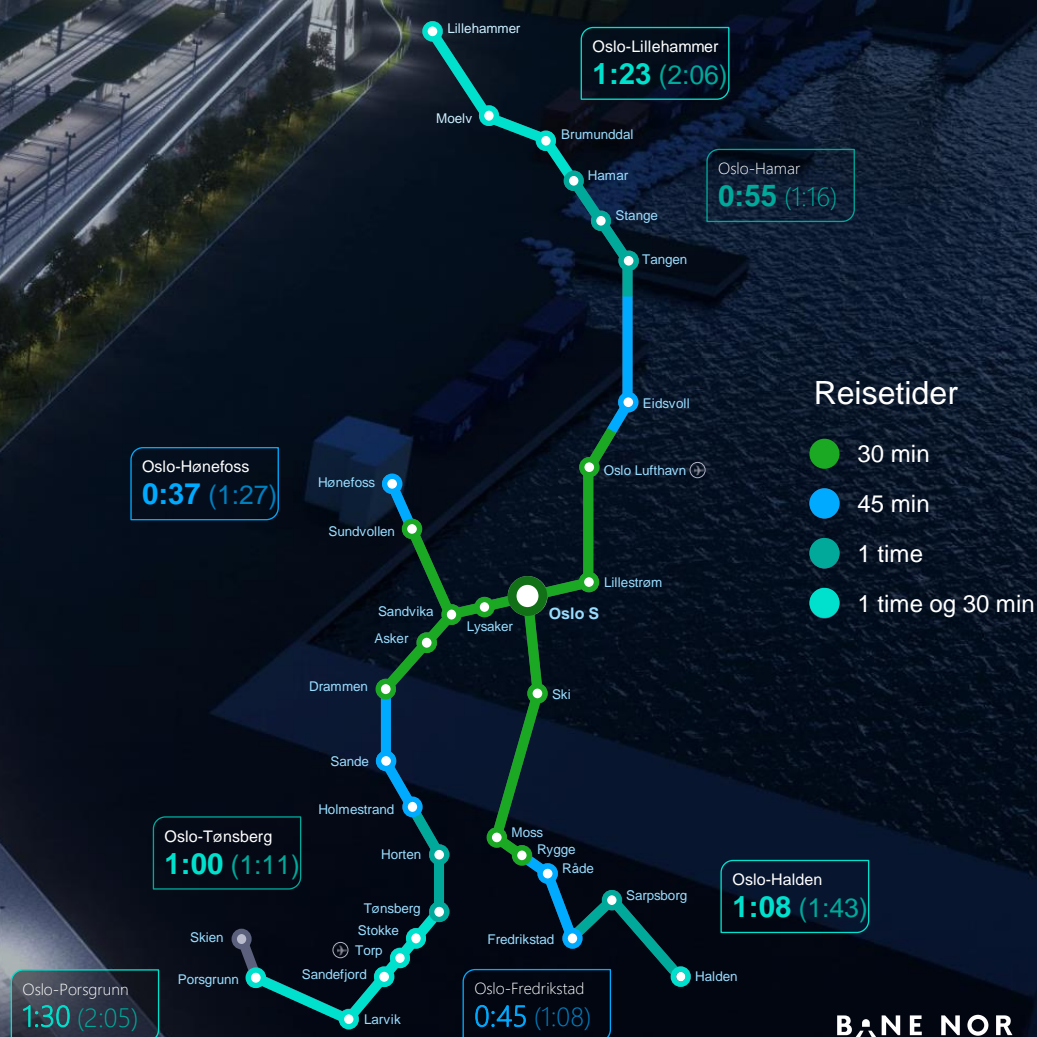 Lillehammer
Oslo-Lillehammer
1:23 (2:06)
Moelv
Brumunddal
Hamar
Oslo-Hamar
0:55 (1:16)
Stange
Tangen
Reisetider
Eidsvoll
30 min
45 min
1 time
1 time og 30 min
Oslo-Hønefoss
0:37 (1:27)
Hønefoss
Oslo Lufthavn
Sundvollen
Lillestrøm
Sandvika
Lysaker
Oslo S
Asker
Drammen
Ski
Sande
Holmestrand
Oslo-Tønsberg
1:00 (1:11)
Horten
Moss
Rygge
Råde
Oslo-Halden
1:08 (1:43)
Sarpsborg
Tønsberg
Stokke
Torp
Skien
Fredrikstad
Sandefjord
Porsgrunn
Halden
Oslo-Porsgrunn
1:30 (2:05)
Larvik
Oslo-Fredrikstad
0:45 (1:08)
BANE NOR